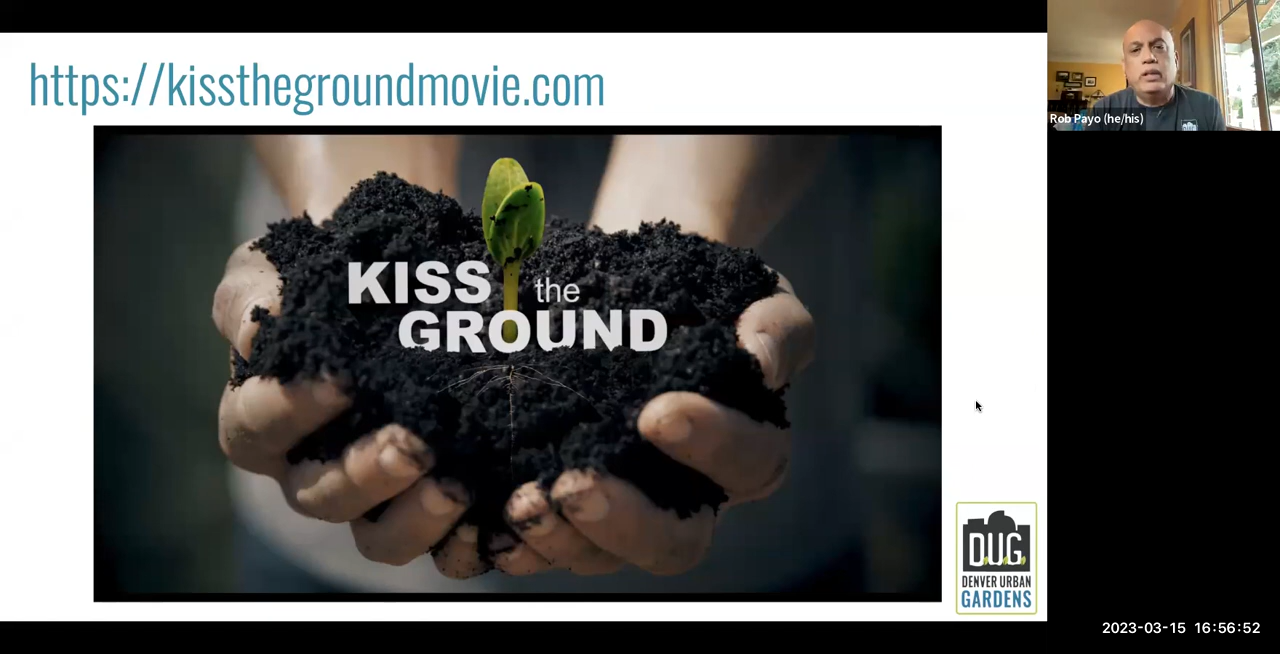 https://kissthegroundmovie.com
KISS the
GROUND
Rob Payo (he/his)
DUG
DENVER URBAN
GARDENS
2023-03-15 16:56:52